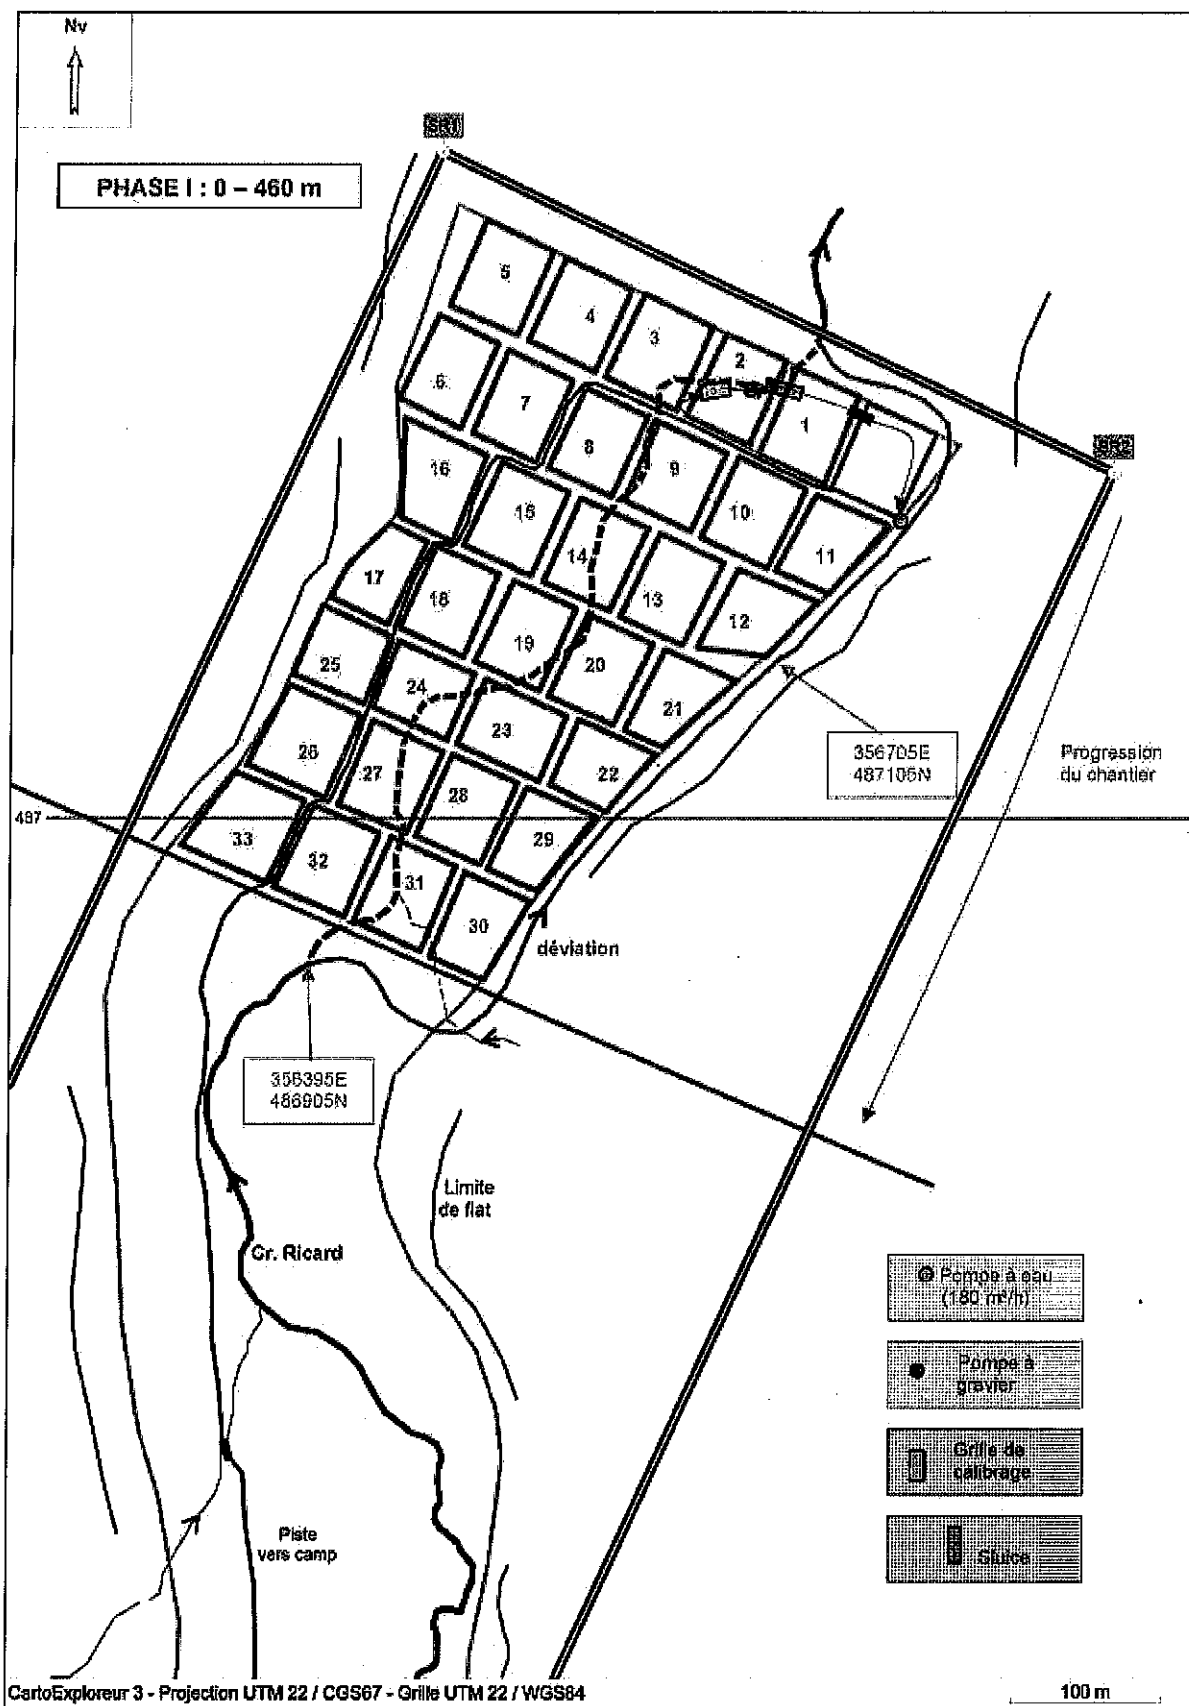 Nv
SR1
PHASE I : 0 – 460 m
5
4
3
2
1
6
7
8
9
10
11
16
15
14
13
12
17
18
19
20
21
25
24
23
22
26
27
28
29
33
32
31
30
SR2
356705E
487105N
Progression
du chantier
487
déviation
356395E
486905N
Limite
de flat
Cr. Ricard
Piste
vers camp
Pompe à eau
(180 m³/h)
Pompe à
gravier
Grille de
calibrage
Sluice
CartoExploreur 3 - Projection UTM 22 / CGS67 - Grille UTM 22 / WGS84
100 m